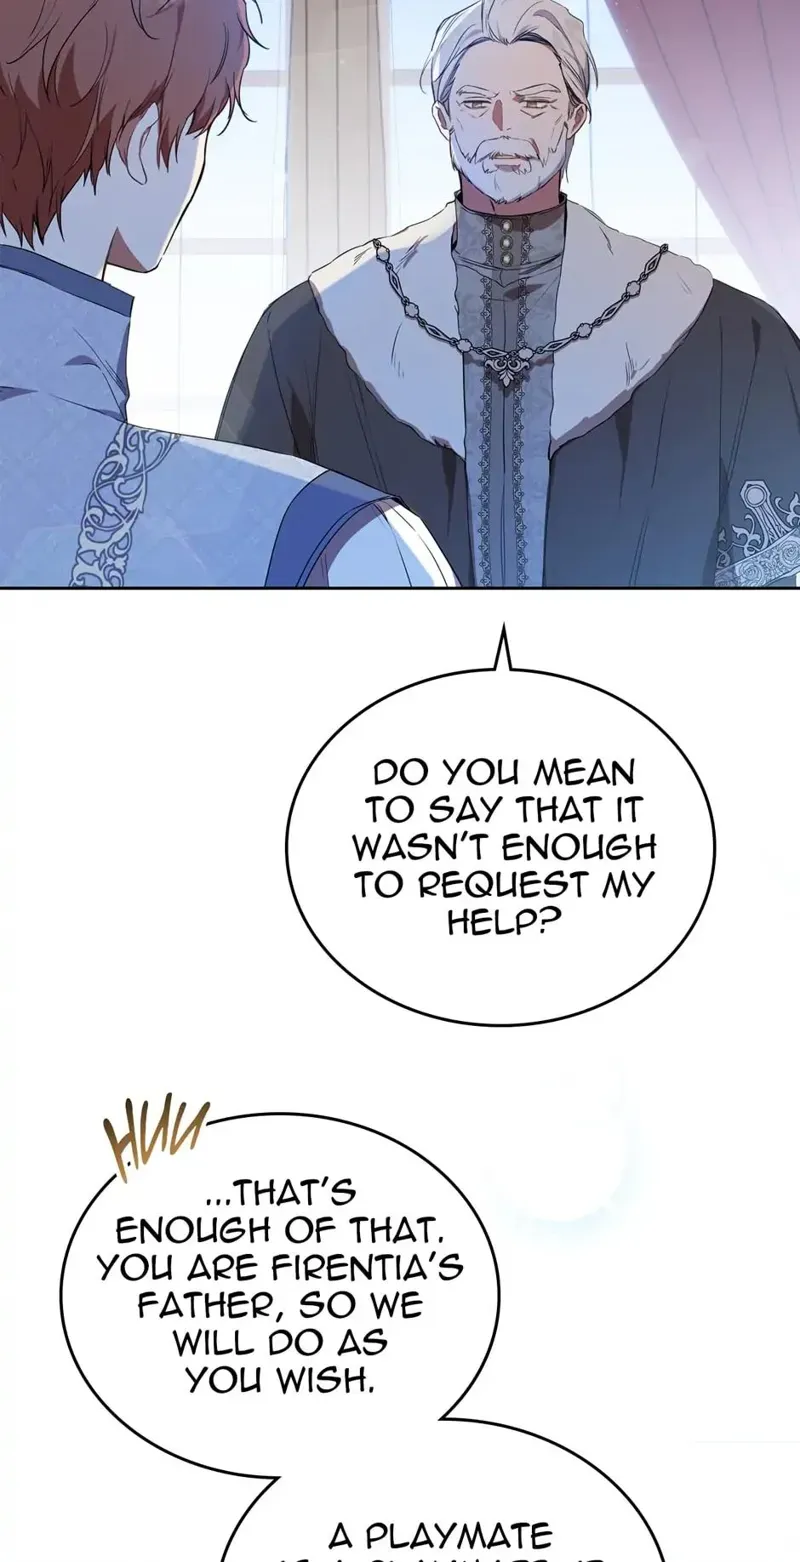 DO YOU MEAN
TO SAY THAT IT
WASN'T ENOUGH
TO REQUEST MY
HELP?
HUU
...THAT'S
ENOUGH OF THAT.
YOU ARE FIRENTIA'S
FATHER, SO WE
WILL DO AS
YOU WISH.
A PLAYMATE